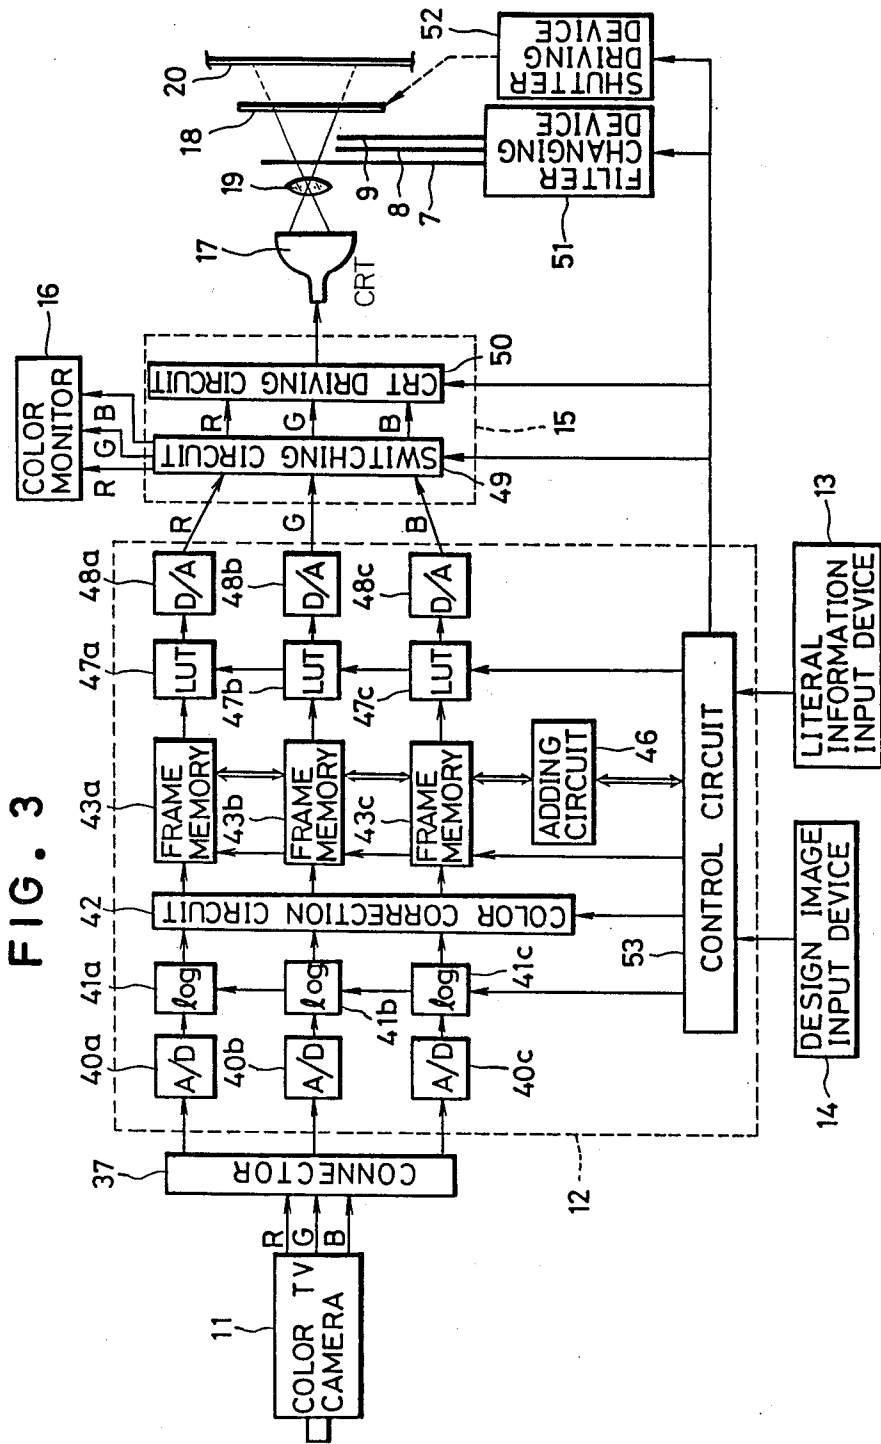 FIG. 3
11
COLOR TV
CAMERA
R
G
B
37
CONNECTOR
40a
A/D
40b
A/D
40c
A/D
41a
log
41b
log
41c
log
42
COLOR CORRECTION CIRCUIT
43a
FRAME
MEMORY
43b
FRAME
MEMORY
43c
FRAME
MEMORY
46
ADDING
CIRCUIT
47a
LUT
47b
LUT
47c
LUT
48a
D/A
48b
D/A
48c
D/A
R
G
B
12
53
CONTROL CIRCUIT
14
DESIGN IMAGE
INPUT DEVICE
13
LITERAL
INFORMATION
INPUT DEVICE
49
SWITCHING CIRCUIT
R
G
B
50
CRT DRIVING CIRCUIT
15
R
G
B
16
COLOR
MONITOR
17
CRT
19
18
20
7
8
9
51
FILTER
CHANGING
DEVICE
52
SHUTTER
DRIVING
DEVICE